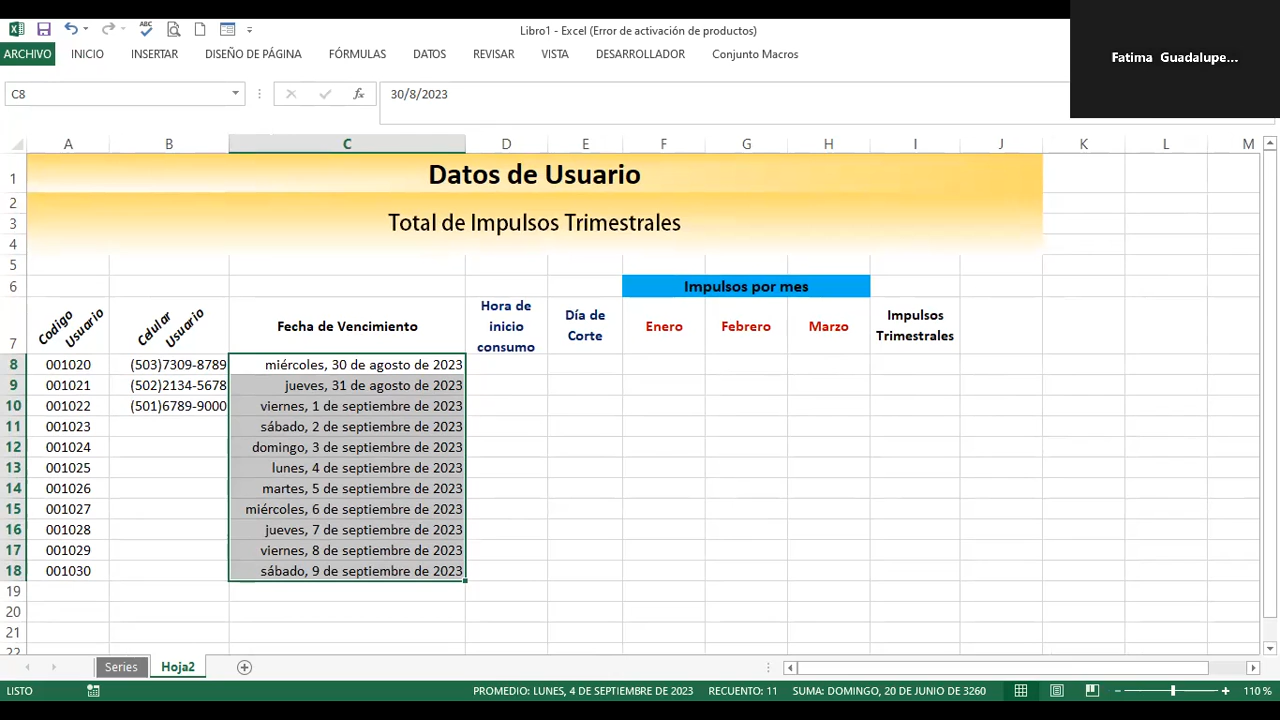 Libro1 - Excel (Error de activación de productos)
Fatima Guadalupe...
ARCHIVO INICIO INSERTAR DISEÑO DE PÁGINA FÓRMULAS DATOS REVISAR VISTA DESARROLLADOR Conjunto Macros
C8 fx 30/8/2023
A B C D E F G H I J K L M
1 Datos de Usuario
2
3 Total de Impulsos Trimestrales
4
5
6 Impulsos por mes
7 Codigo Usuario Celular Usuario Fecha de Vencimiento Hora de inicio consumo Día de Corte Enero Febrero Marzo Impulsos Trimestrales
8 001020 (503)7309-8789 miércoles, 30 de agosto de 2023
9 001021 (502)2134-5678 jueves, 31 de agosto de 2023
10 001022 (501)6789-9000 viernes, 1 de septiembre de 2023
11 001023 sábado, 2 de septiembre de 2023
12 001024 domingo, 3 de septiembre de 2023
13 001025 lunes, 4 de septiembre de 2023
14 001026 martes, 5 de septiembre de 2023
15 001027 miércoles, 6 de septiembre de 2023
16 001028 jueves, 7 de septiembre de 2023
17 001029 viernes, 8 de septiembre de 2023
18 001030 sábado, 9 de septiembre de 2023
19
20
21
22
Series Hoja2
LISTO PROMEDIO: LUNES, 4 DE SEPTIEMBRE DE 2023 RECUENTO: 11 SUMA: DOMINGO, 20 DE JUNIO DE 3260 110 %